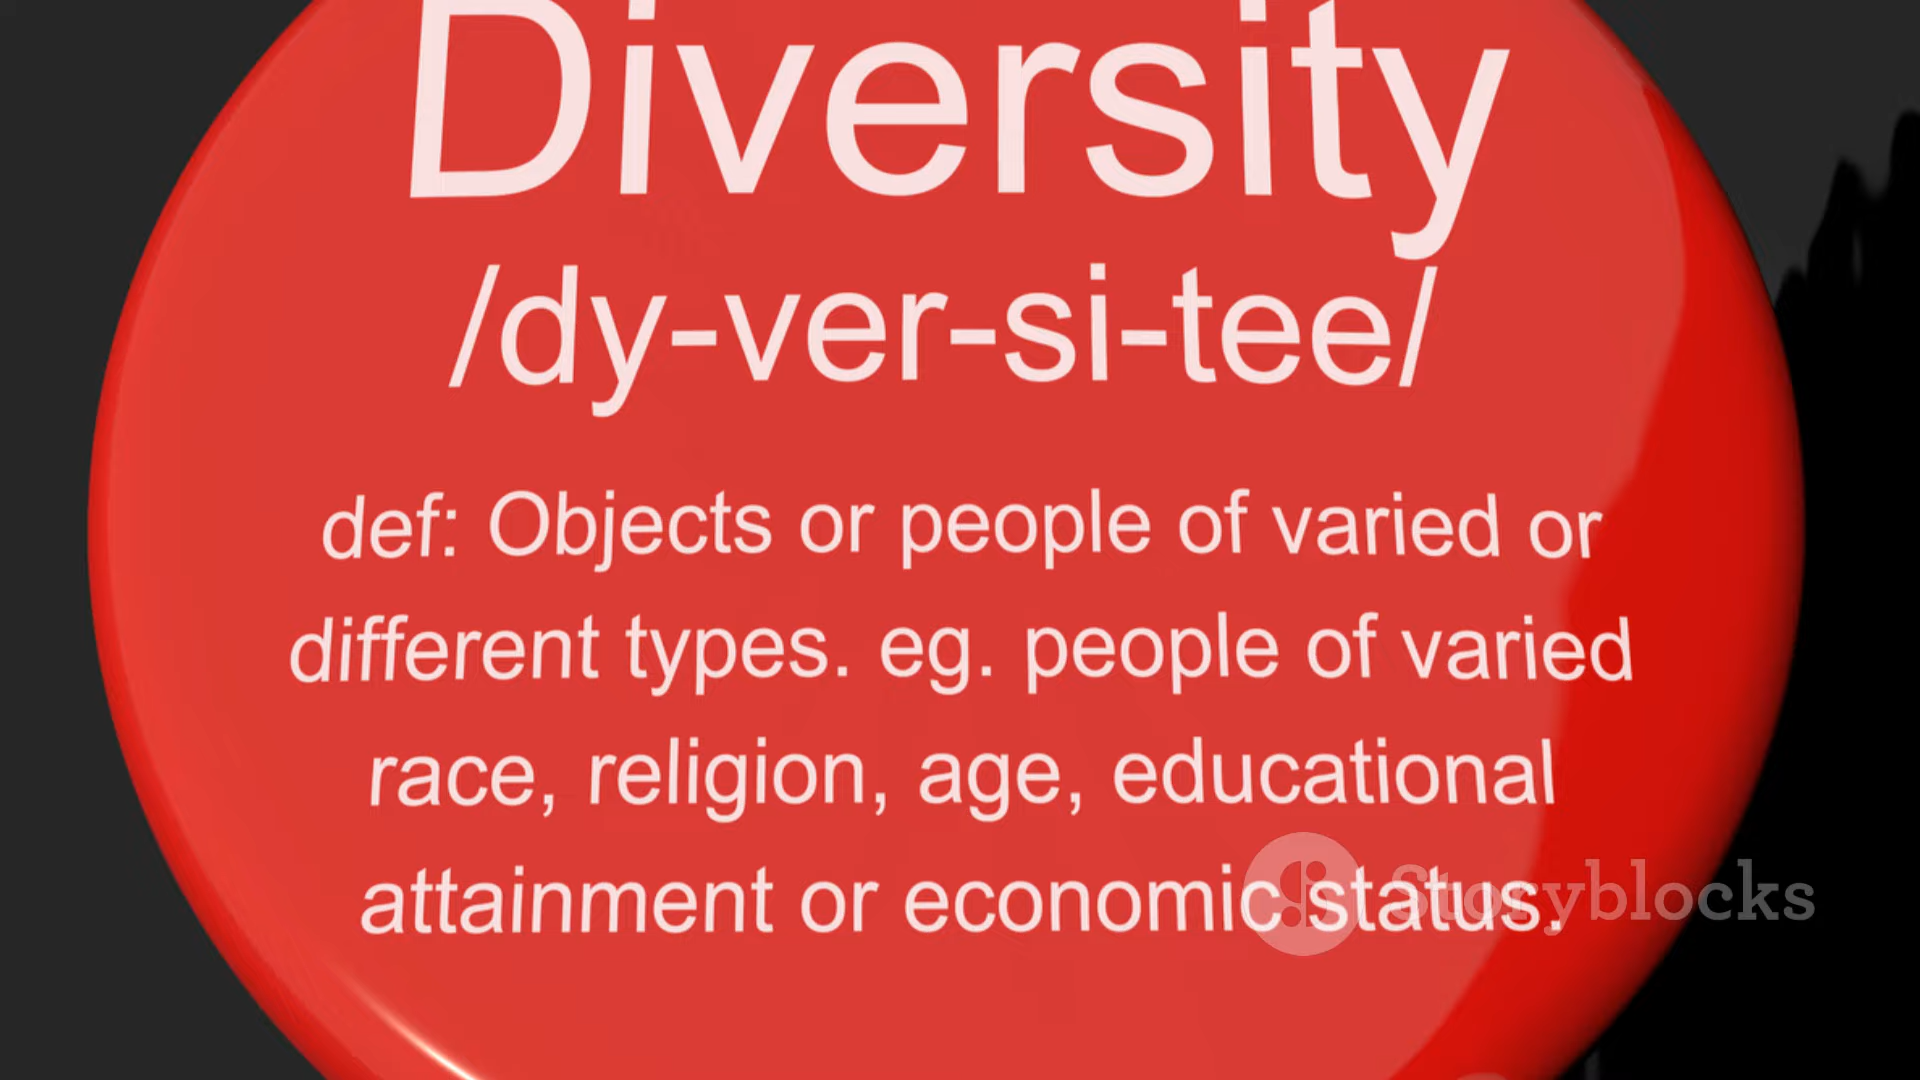 Diversity
/dy-ver-si-tee/
def: Objects or people of varied or
different types. eg. people of varied
race, religion, age, educational
attainment or economic status.
Storyblocks